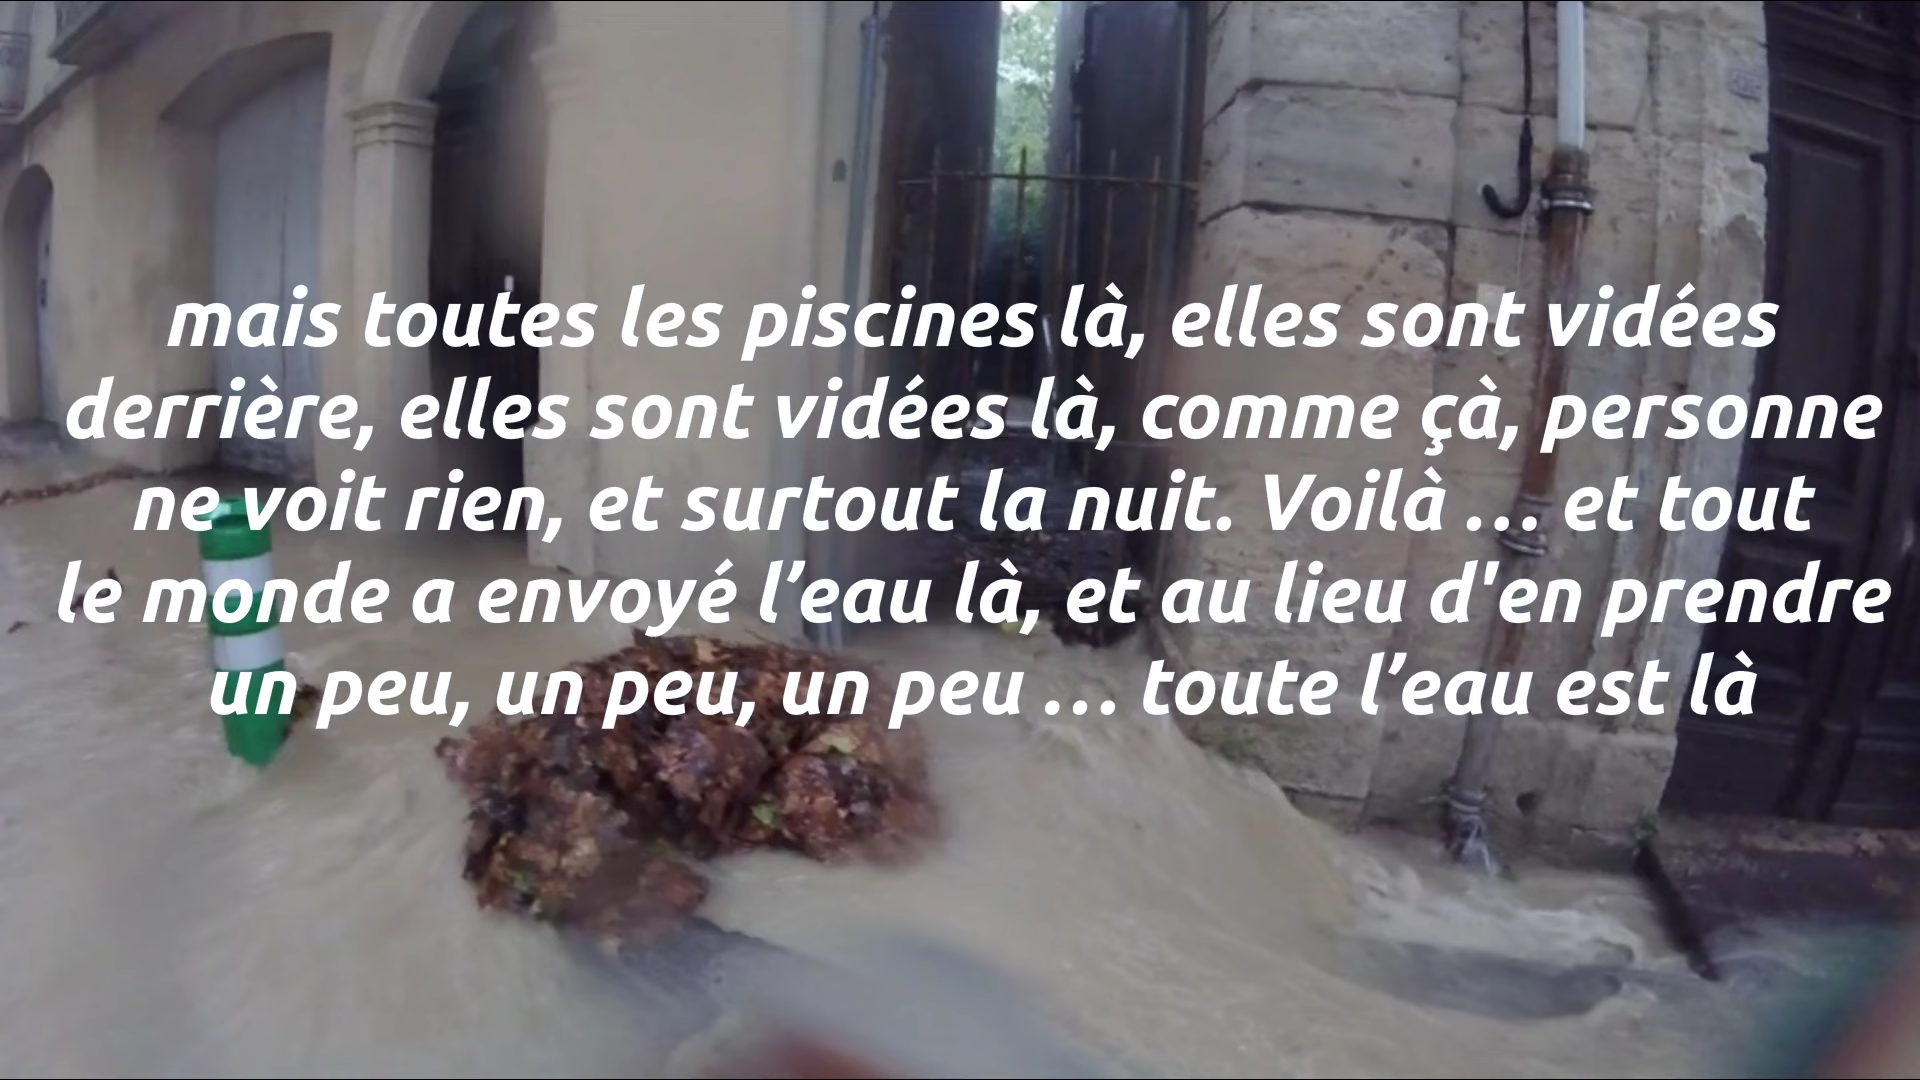 mais toutes les piscines là, elles sont vidées
derrière, elles sont vidées là, comme çà, personne
ne voit rien, et surtout la nuit. Voilà … et tout
le monde a envoyé l’eau là, et au lieu d'en prendre
un peu, un peu, un peu … toute l’eau est là